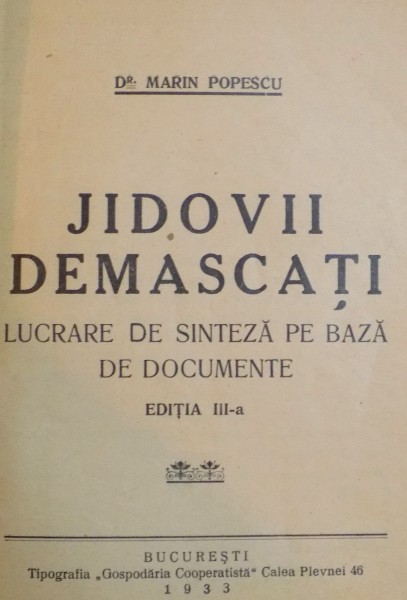 Dr. MARIN POPESCU
JIDOVII
DEMASCAȚI
LUCRARE DE SINTEZĂ PE BAZĂ
DE DOCUMENTE
EDIȚIA III-a
BUCUREȘTI
Tipografia „Gospodăria Cooperatistă“ Calea Plevnei 46
1933